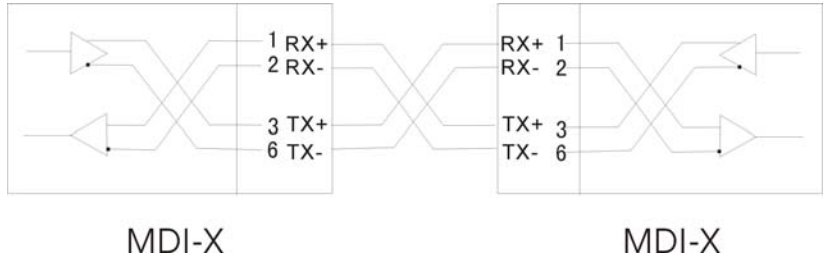 1 RX+ RX+ 1
2 RX- RX- 2
3 TX+ TX+ 3
6 TX- TX- 6
MDI-X MDI-X